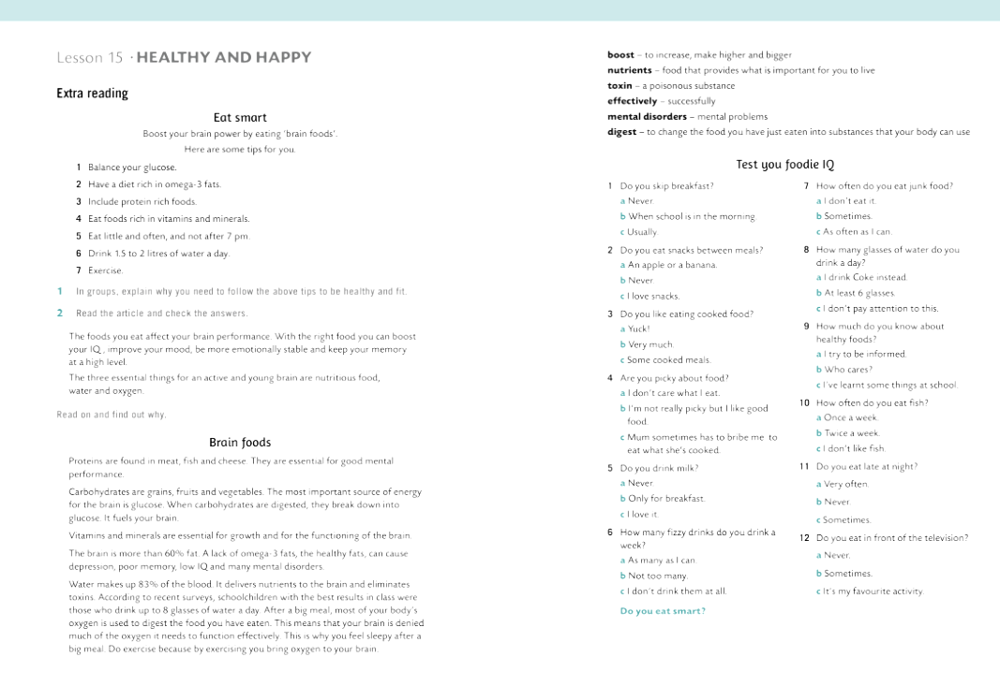 Lesson 15 · HEALTHY AND HAPPY
Extra reading
Eat smart
Boost your brain power by eating 'brain foods'.
Here are some tips for you.
1 Balance your glucose.
2 Have a diet rich in omega-3 fats.
3 Include protein rich foods.
4 Eat foods rich in vitamins and minerals.
5 Eat little and often, and not after 7 pm.
6 Drink 1.5 to 2 litres of water a day.
7 Exercise.
1 In groups, explain why you need to follow the above tips to be healthy and fit.
2 Read the article and check the answers.
The foods you eat affect your brain performance. With the right food you can boost
your IQ , improve your mood, be more emotionally stable and keep your memory
at a high level.
The three essential things for an active and young brain are nutritious food,
water and oxygen.
Read on and find out why.
Brain foods
Proteins are found in meat, fish and cheese. They are essential for good mental
performance.
Carbohydrates are grains, fruits and vegetables. The most important source of energy
for the brain is glucose. When carbohydrates are digested, they break down into
glucose. It fuels your brain.
Vitamins and minerals are essential for growth and for the functioning of the brain.
The brain is more than 60% fat. A lack of omega-3 fats, the healthy fats, can cause
depression, poor memory, low IQ and many mental disorders.
Water makes up 83% of the blood. It delivers nutrients to the brain and eliminates
toxins. According to recent surveys, schoolchildren with the best results in class were
those who drink up to 8 glasses of water a day. After a big meal, most of your body's
oxygen is used to digest the food you have eaten. This means that your brain is denied
much of the oxygen it needs to function effectively. This is why you feel sleepy after a
big meal. Do exercise because by exercising you bring oxygen to your brain.
boost – to increase, make higher and bigger
nutrients – food that provides what is important for you to live
toxin – a poisonous substance
effectively – successfully
mental disorders – mental problems
digest – to change the food you have just eaten into substances that your body can use
Test you foodie IQ
1 Do you skip breakfast?
a Never.
b When school is in the morning.
c Usually.
2 Do you eat snacks between meals?
a An apple or a banana.
b Never.
c I love snacks.
3 Do you like eating cooked food?
a Yuck!
b Very much.
c Some cooked meals.
4 Are you picky about food?
a I don't care what I eat.
b I'm not really picky but I like good
food.
c Mum sometimes has to bribe me to
eat what she's cooked.
5 Do you drink milk?
a Never.
b Only for breakfast.
c I love it.
6 How many fizzy drinks do you drink a
week?
a As many as I can.
b Not too many.
c I don't drink them at all.
Do you eat smart?
7 How often do you eat junk food?
a I don't eat it.
b Sometimes.
c As often as I can.
8 How many glasses of water do you
drink a day?
a I drink Coke instead.
b At least 6 glasses.
c I don't pay attention to this.
9 How much do you know about
healthy foods?
a I try to be informed.
b Who cares?
c I've learnt some things at school.
10 How often do you eat fish?
a Once a week.
b Twice a week.
c I don't like fish.
11 Do you eat late at night?
a Very often.
b Never.
c Sometimes.
12 Do you eat in front of the television?
a Never.
b Sometimes.
c It's my favourite activity.